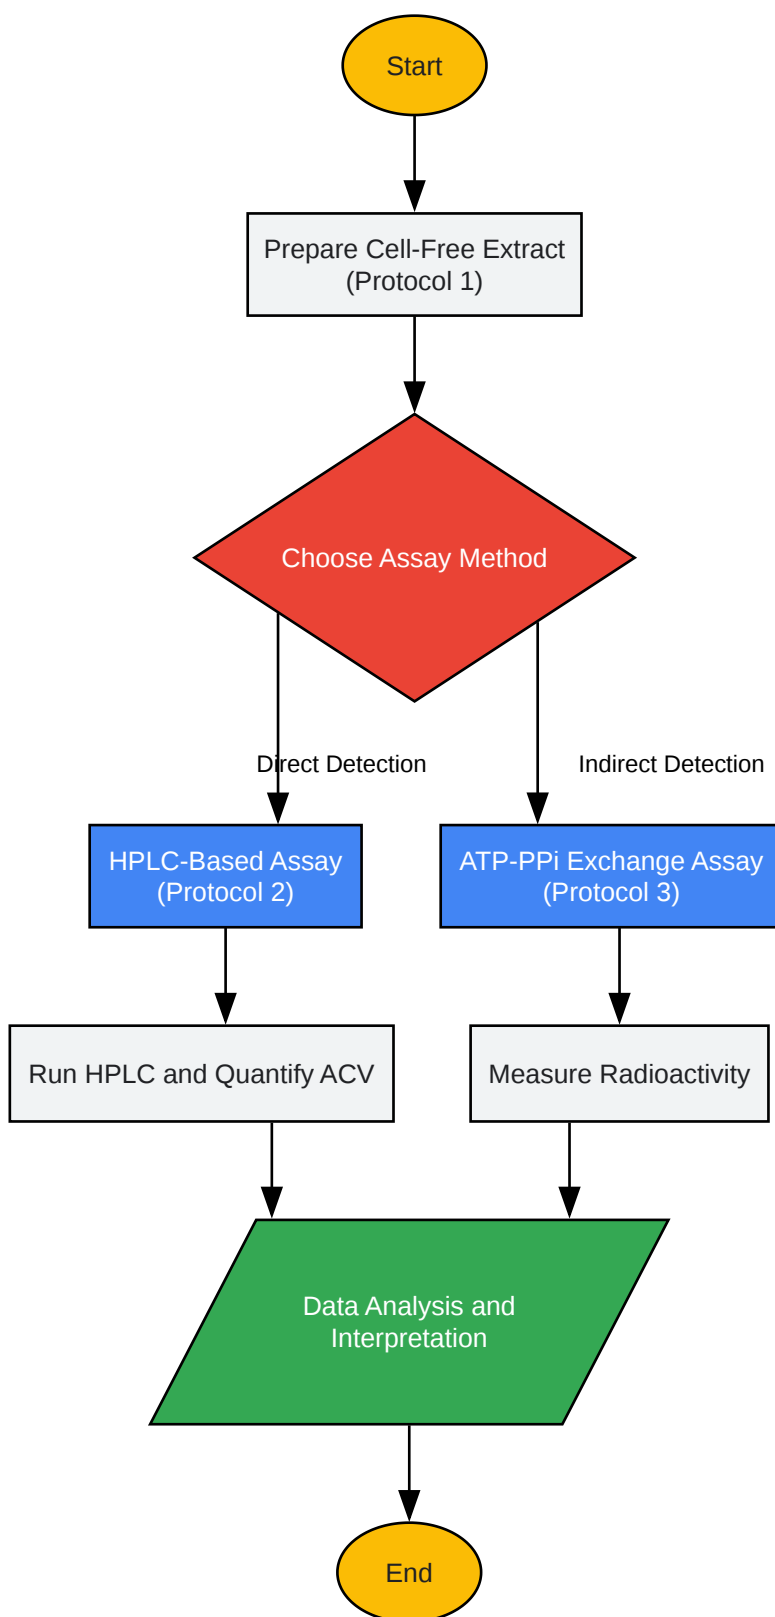 Start
Prepare Cell-Free Extract
(Protocol 1)
Choose Assay Method
Direct Detection
Indirect Detection
HPLC-Based Assay
(Protocol 2)
ATP-PPi Exchange Assay
(Protocol 3)
Run HPLC and Quantify ACV
Measure Radioactivity
Data Analysis and
Interpretation
End